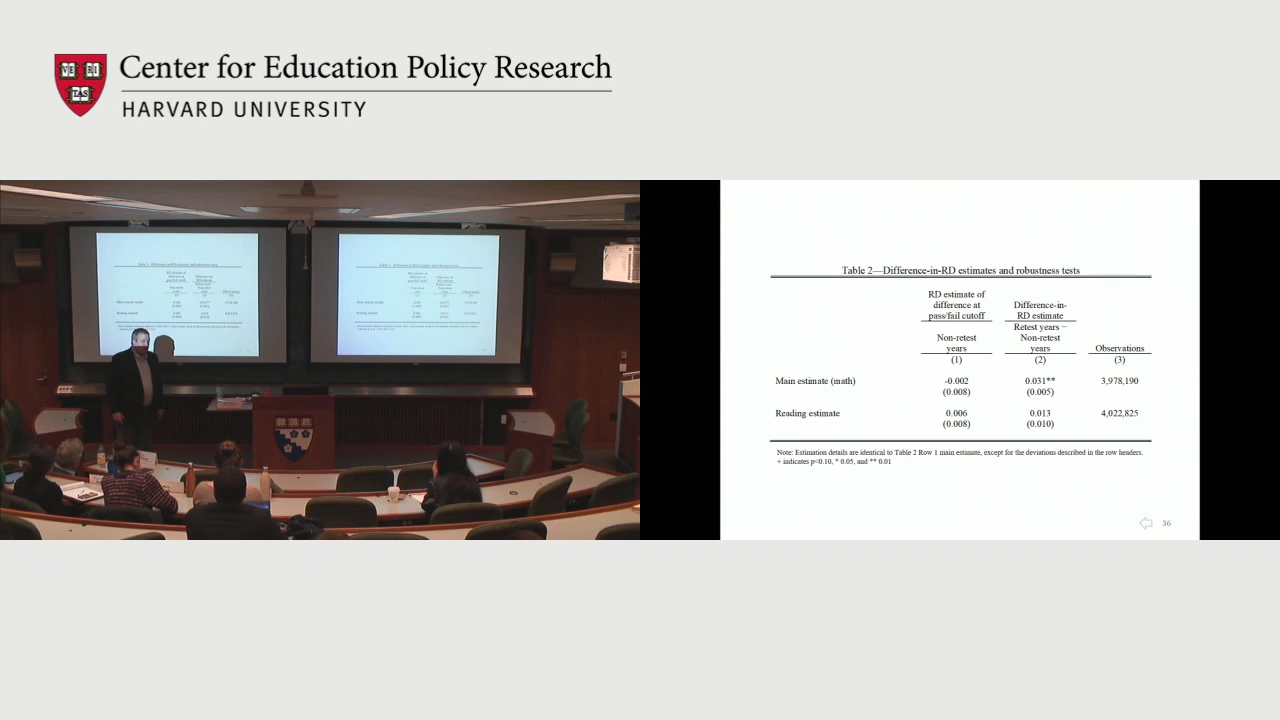 VE RI TAS
Center for Education Policy Research
HARVARD UNIVERSITY
Table 2—Difference-in-RD estimates and robustness tests
RD estimate of difference at pass/fail cutoff
Difference-in-RD estimate
Non-retest years
Retest years − Non-retest years
Observations
(1) (2) (3)
Main estimate (math) -0.002 0.031** 3,978,190
(0.008) (0.005)
Reading estimate 0.006 0.013 4,022,825
(0.008) (0.010)
Note: Estimation details are identical to Table 2 Row 1 main estimate, except for the deviations described in the row headers.
+ indicates p<0.10, * 0.05, and ** 0.01
36